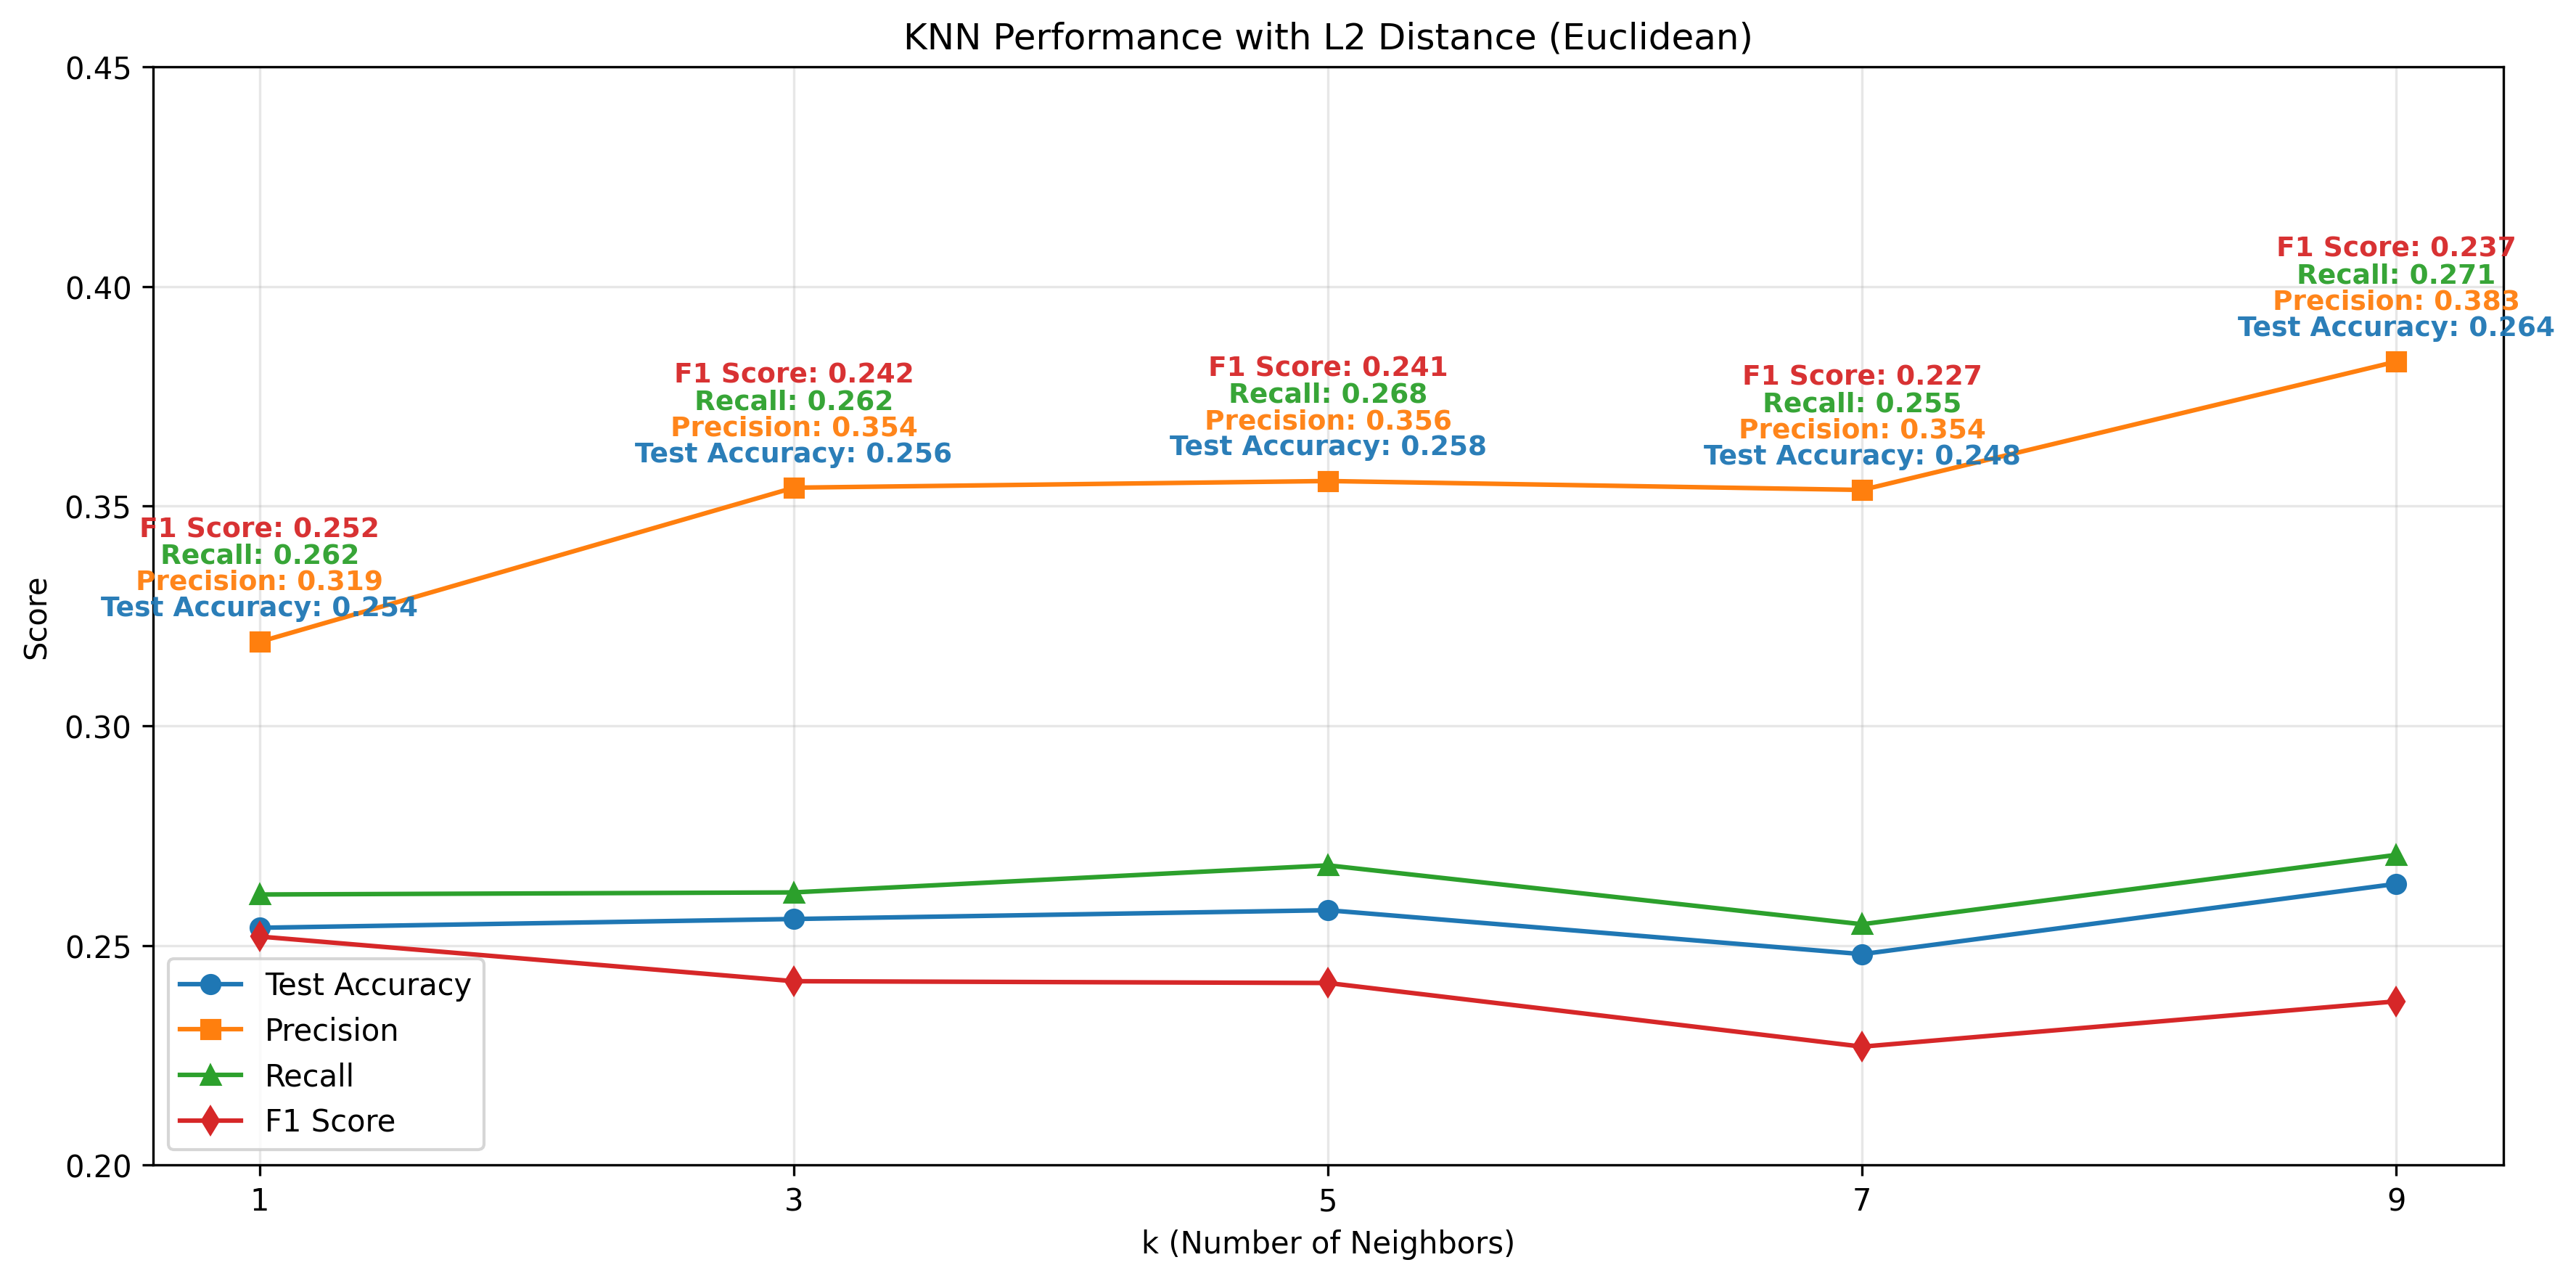 KNN Performance with L2 Distance (Euclidean)
Score
0.45
0.40
0.35
0.30
0.25
0.20
F1 Score: 0.252
Recall: 0.262
Precision: 0.319
Test Accuracy: 0.254
F1 Score: 0.242
Recall: 0.262
Precision: 0.354
Test Accuracy: 0.256
F1 Score: 0.241
Recall: 0.268
Precision: 0.356
Test Accuracy: 0.258
F1 Score: 0.227
Recall: 0.255
Precision: 0.354
Test Accuracy: 0.248
F1 Score: 0.237
Recall: 0.271
Precision: 0.383
Test Accuracy: 0.264
Test Accuracy
Precision
Recall
F1 Score
1 3 5 7 9
k (Number of Neighbors)